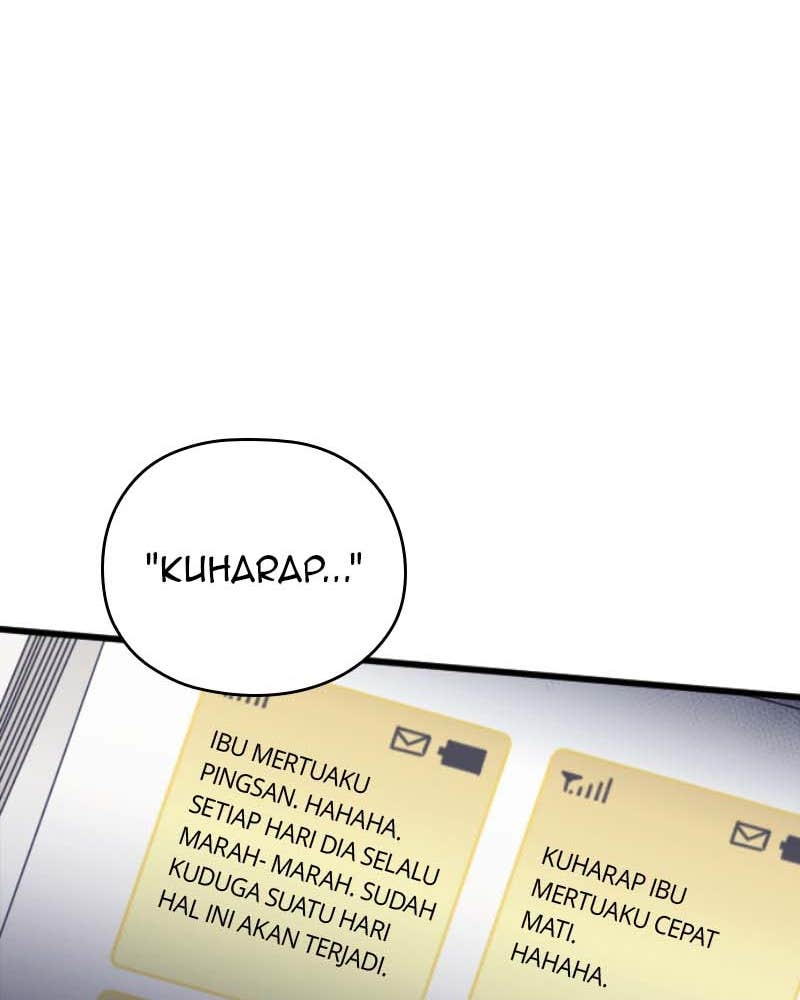 "KUHARAP..."
IBU MERTUAKU
PINGSAN. HAHAHA.
SETIAP HARI DIA SELALU
MARAH- MARAH. SUDAH
KUDUGA SUATU HARI
HAL INI AKAN TERJADI.
KUHARAP IBU
MERTUAKU CEPAT
MATI.
HAHAHA.